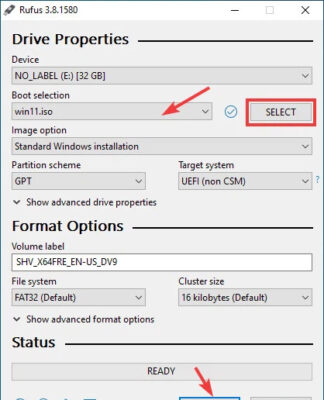 Rufus 3.8.1580
Drive Properties
Device
NO_LABEL (E:) [32 GB]
Boot selection
win11.iso
SELECT
Image option
Standard Windows installation
Partition scheme
Target system
GPT
UEFI (non CSM)
?
Show advanced drive properties
Format Options
Volume label
SHV_X64FRE_EN-US_DV9
File system
Cluster size
FAT32 (Default)
16 kilobytes (Default)
Show advanced format options
Status
READY